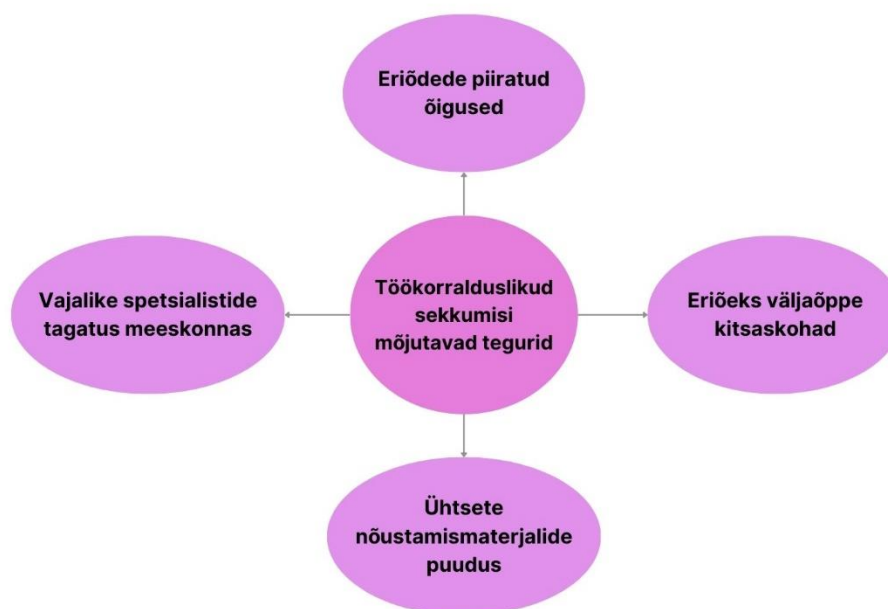 Eriõdede piiratud
õigused
Vajalike spetsialistide
tagatus meeskonnas
Töökorralduslikud
sekkumisi
mõjutavad tegurid
Eriõeks väljaõppe
kitsaskohad
Ühtsete
nõustamismaterjalide
puudus